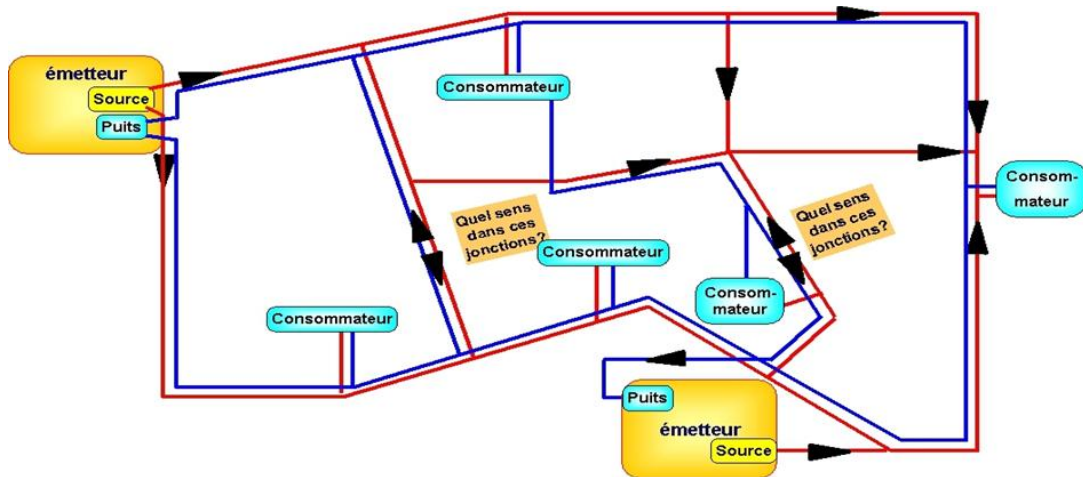 émetteur
Source
Puits
Consommateur
Consom-
mateur
Quel sens
dans ces
jonctions?
Quel sens
dans ces
jonctions?
Consommateur
Consom-
mateur
Consommateur
Puits
émetteur
Source